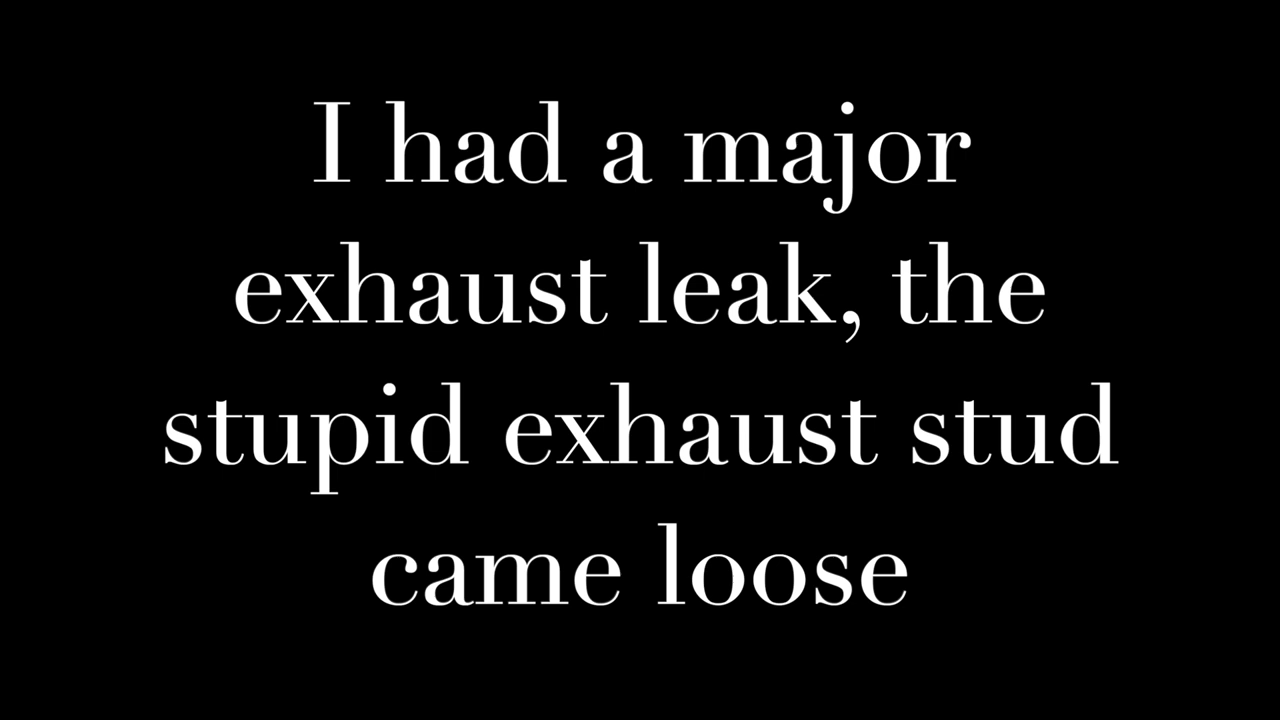 I had a major
exhaust leak, the
stupid exhaust stud
came loose